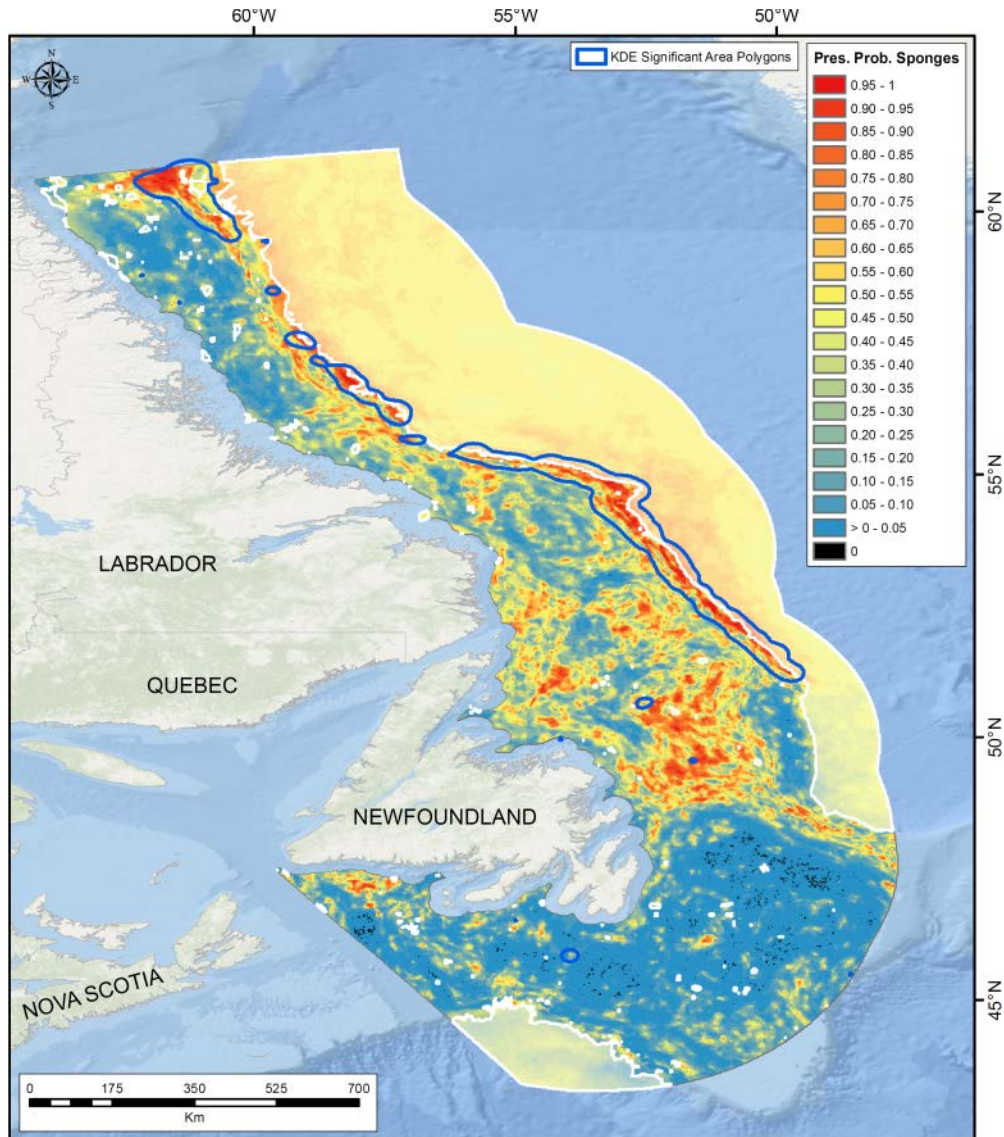 60°W 55°W 50°W
N
W E
S
KDE Significant Area Polygons
Pres. Prob. Sponges
0.95 - 1
0.90 - 0.95
0.85 - 0.90
0.80 - 0.85
0.75 - 0.80
0.70 - 0.75
0.65 - 0.70
0.60 - 0.65
0.55 - 0.60
0.50 - 0.55
0.45 - 0.50
0.40 - 0.45
0.35 - 0.40
0.30 - 0.35
0.25 - 0.30
0.20 - 0.25
0.15 - 0.20
0.10 - 0.15
0.05 - 0.10
> 0 - 0.05
0
60°N
55°N
50°N
45°N
LABRADOR
QUEBEC
NEWFOUNDLAND
NOVA SCOTIA
0 175 350 525 700
Km